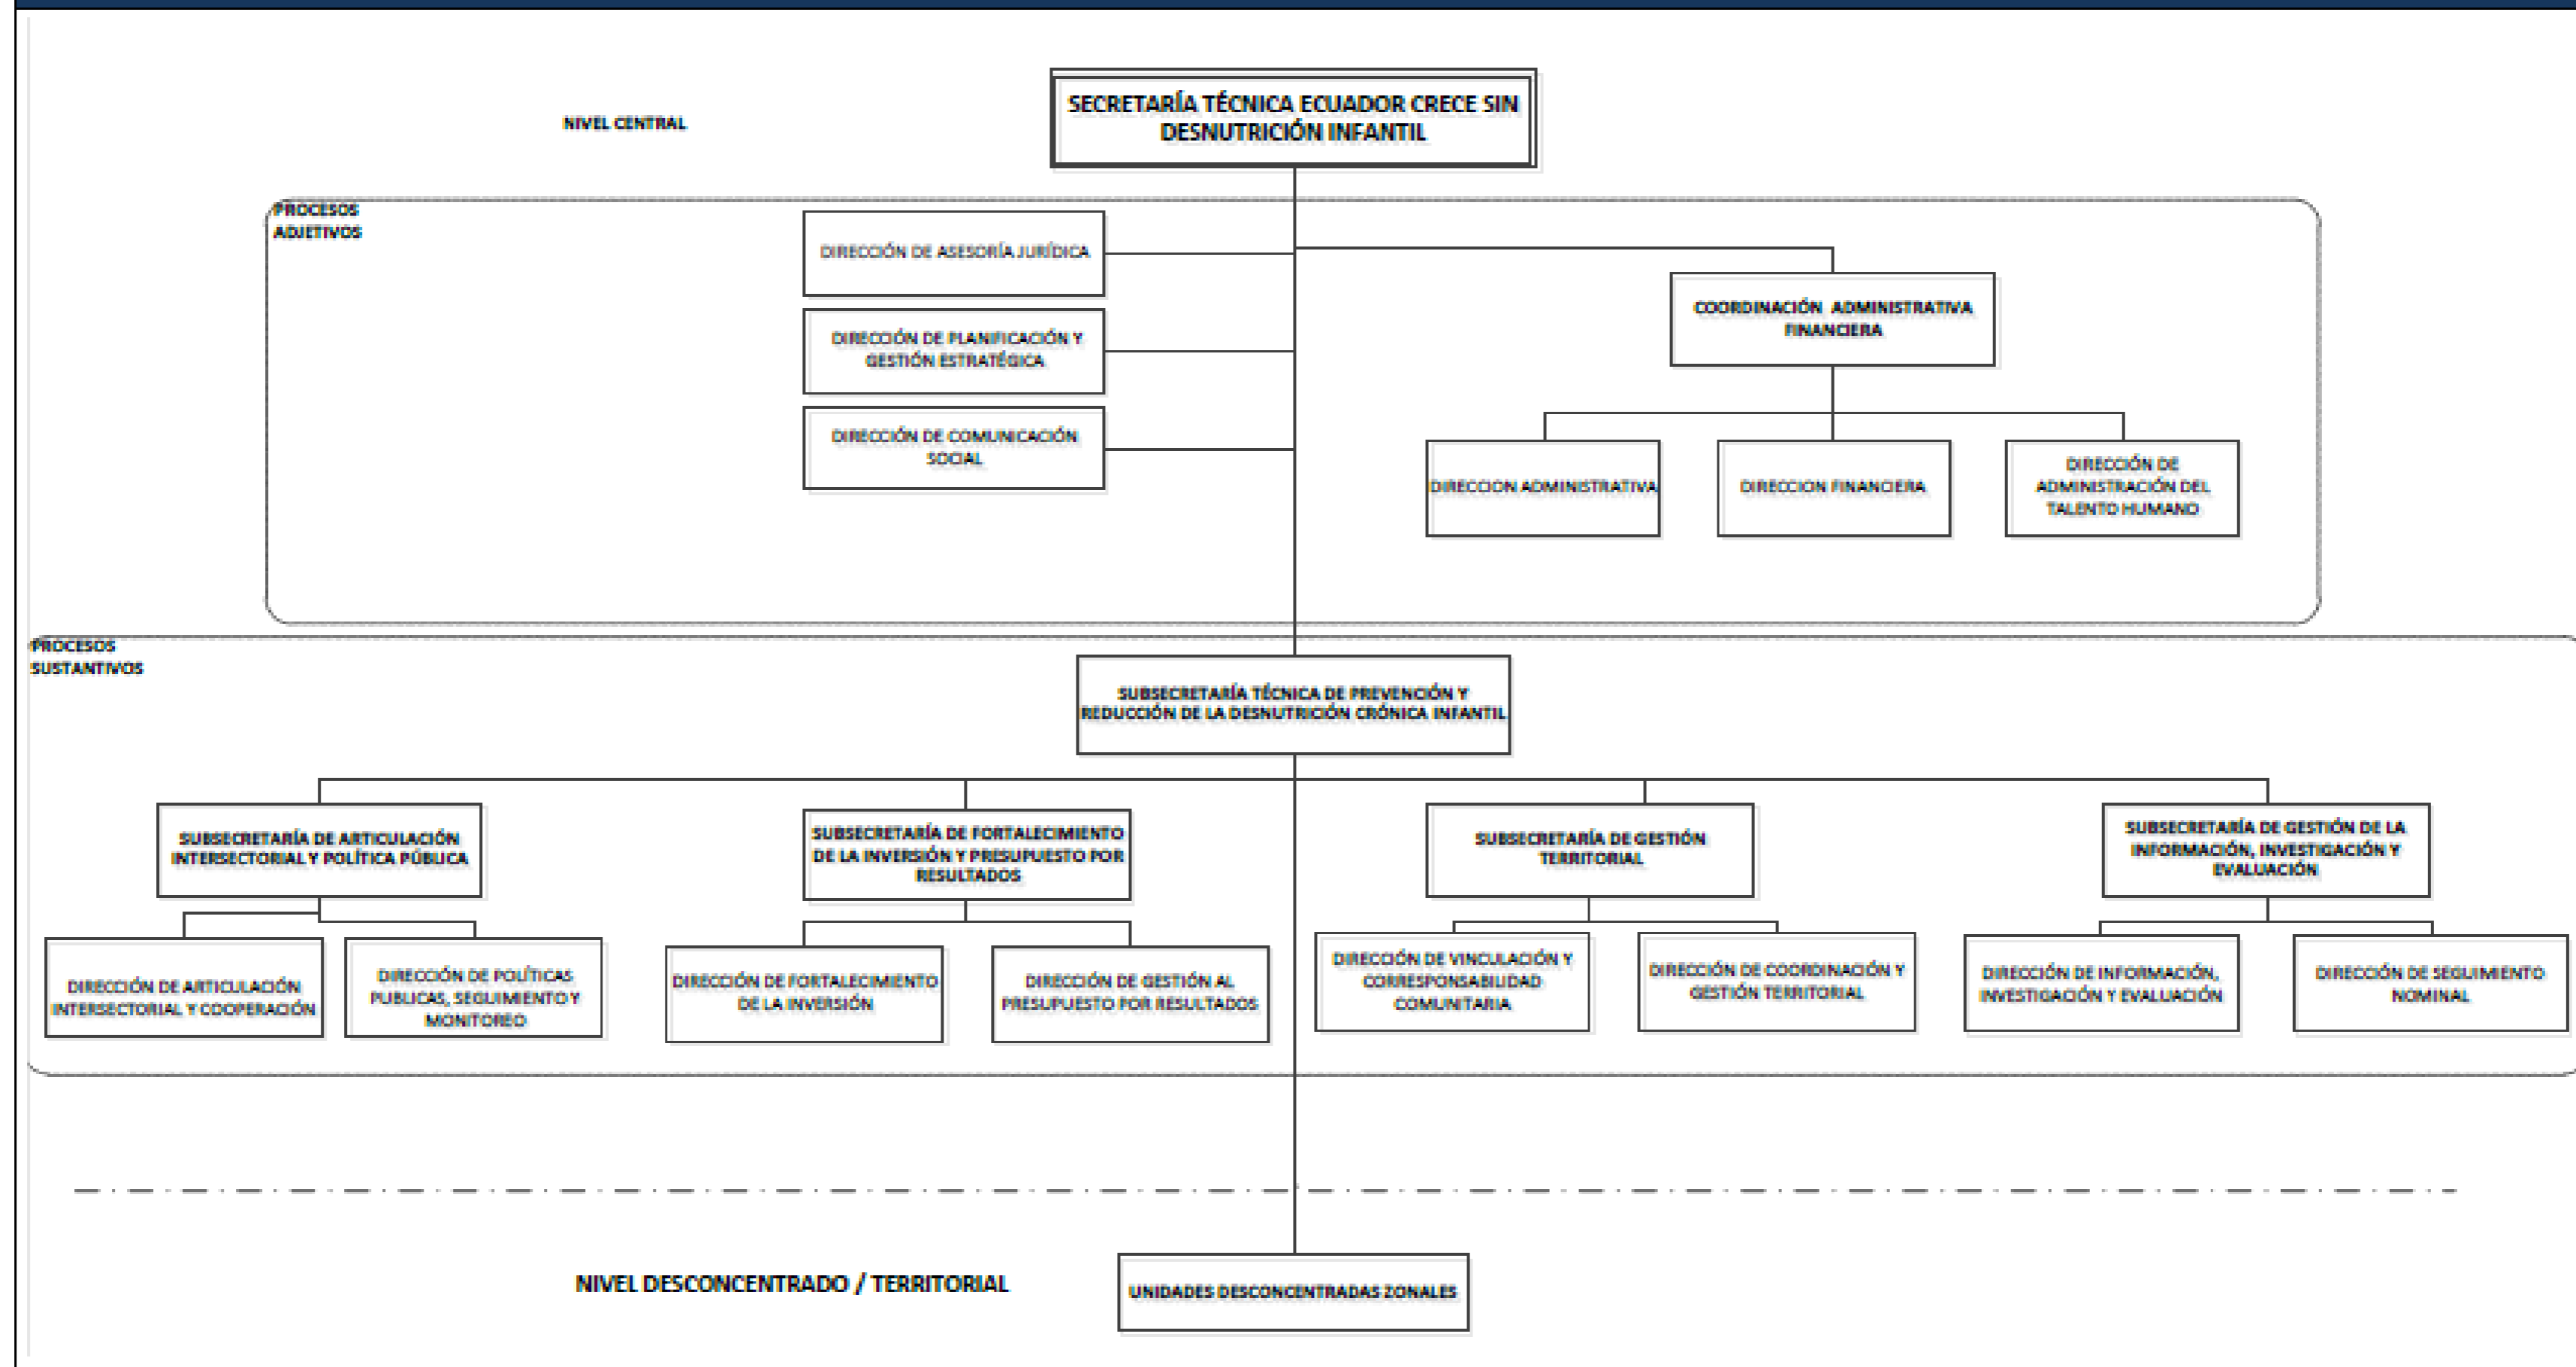 NIVEL CENTRAL
SECRETARÍA TÉCNICA ECUADOR CRECE SIN
DESNUTRICIÓN INFANTIL
PROCESOS
ADJETIVOS
DIRECCIÓN DE ASESORÍA JURÍDICA
DIRECCIÓN DE PLANIFICACIÓN Y
GESTIÓN ESTRATÉGICA
DIRECCIÓN DE COMUNICACIÓN
SOCIAL
COORDINACIÓN ADMINISTRATIVA
FINANCIERA
DIRECCION ADMINISTRATIVA
DIRECCION FINANCIERA
DIRECCIÓN DE
ADMINISTRACIÓN DEL
TALENTO HUMANO
PROCESOS
SUSTANTIVOS
SUBSECRETARÍA TÉCNICA DE PREVENCIÓN Y
REDUCCIÓN DE LA DESNUTRICIÓN CRÓNICA INFANTIL
SUBSECRETARÍA DE ARTICULACIÓN
INTERSECTORIAL Y POLÍTICA PÚBLICA
SUBSECRETARÍA DE FORTALECIMIENTO
DE LA INVERSIÓN Y PRESUPUESTO POR
RESULTADOS
SUBSECRETARÍA DE GESTIÓN
TERRITORIAL
SUBSECRETARÍA DE GESTIÓN DE LA
INFORMACIÓN, INVESTIGACIÓN Y
EVALUACIÓN
DIRECCIÓN DE ARTICULACIÓN
INTERSECTORIAL Y COOPERACIÓN
DIRECCIÓN DE POLÍTICAS
PUBLICAS, SEGUIMIENTO Y
MONITOREO
DIRECCIÓN DE FORTALECIMIENTO
DE LA INVERSIÓN
DIRECCIÓN DE GESTIÓN AL
PRESUPUESTO POR RESULTADOS
DIRECCIÓN DE VINCULACIÓN Y
CORRESPONSABILIDAD
COMUNITARIA
DIRECCIÓN DE COORDINACIÓN Y
GESTIÓN TERRITORIAL
DIRECCIÓN DE INFORMACIÓN,
INVESTIGACIÓN Y EVALUACIÓN
DIRECCIÓN DE SEGUIMIENTO
NOMINAL
NIVEL DESCONCENTRADO / TERRITORIAL
UNIDADES DESCONCENTRADAS ZONALES